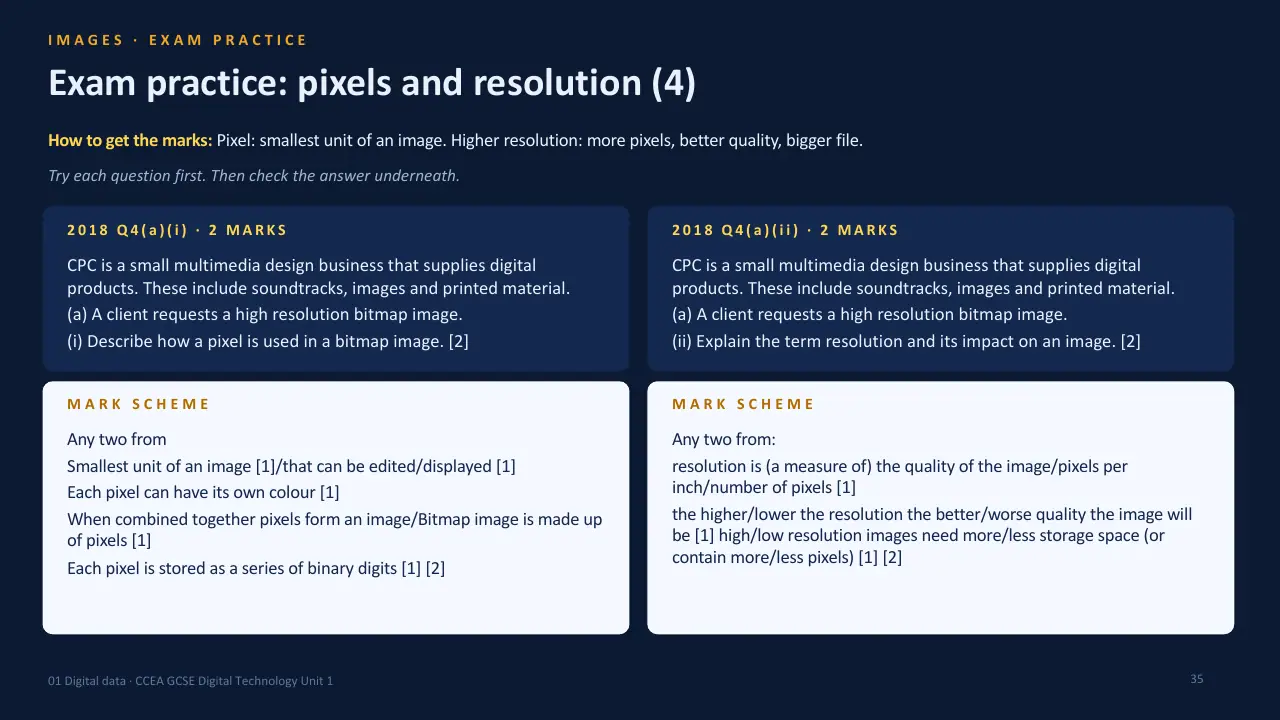 IMAGES · EXAM PRACTICE
Exam practice: pixels and resolution (4)
How to get the marks: Pixel: smallest unit of an image. Higher resolution: more pixels, better quality, bigger file.
Try each question first. Then check the answer underneath.
2018 Q4(a)(i) · 2 MARKS
CPC is a small multimedia design business that supplies digital
products. These include soundtracks, images and printed material.
(a) A client requests a high resolution bitmap image.
(i) Describe how a pixel is used in a bitmap image. [2]
MARK SCHEME
Any two from
Smallest unit of an image [1]/that can be edited/displayed [1]
Each pixel can have its own colour [1]
When combined together pixels form an image/Bitmap image is made up
of pixels [1]
Each pixel is stored as a series of binary digits [1] [2]
2018 Q4(a)(ii) · 2 MARKS
CPC is a small multimedia design business that supplies digital
products. These include soundtracks, images and printed material.
(a) A client requests a high resolution bitmap image.
(ii) Explain the term resolution and its impact on an image. [2]
MARK SCHEME
Any two from:
resolution is (a measure of) the quality of the image/pixels per
inch/number of pixels [1]
the higher/lower the resolution the better/worse quality the image will
be [1] high/low resolution images need more/less storage space (or
contain more/less pixels) [1] [2]
01 Digital data · CCEA GCSE Digital Technology Unit 1
35